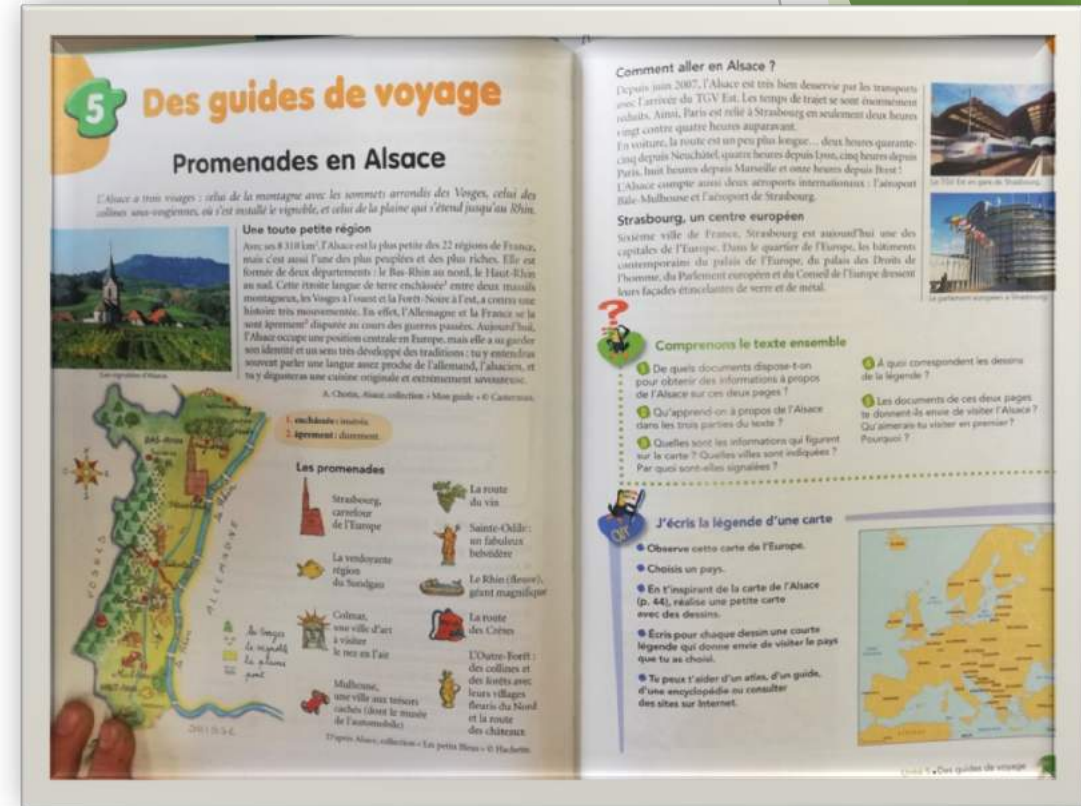 5 Des guides de voyage
Promenades en Alsace
L'Alsace a trois visages : celui de la montagne avec les sommets arrondis des Vosges, celui des
collines sous-vosgiennes, où s'est installé le vignoble, et celui de la plaine qui s'étend jusqu'au Rhin.
Une toute petite région
Avec ses 8 318 km², l'Alsace est la plus petite des 22 régions de France,
mais c'est aussi l'une des plus peuplées et des plus riches. Elle est
formée de deux départements : le Bas-Rhin au nord, le Haut-Rhin
au sud. Cette étroite langue de terre enchâssée¹ entre deux massifs
montagneux, les Vosges à l'ouest et la Forêt-Noire à l'est, a connu une
histoire très mouvementée. En effet, l'Allemagne et la France se la
sont âprement² disputée au cours des guerres passées. Aujourd'hui,
l'Alsace occupe une position centrale en Europe, mais elle a su garder
son identité et un sens très développé des traditions : tu y entendras
souvent parler une langue assez proche de l'allemand, l'alsacien, et
tu y dégusteras une cuisine originale et extrêmement savoureuse.
A. Chotin, Alsace, collection « Mon guide » © Casterman.
Les vignobles d'Alsace.
1. enchâssée : insérée.
2. âprement : durement.
BAS-RHIN
VOSGES
ALLEMAGNE
le Rhin
HAUT-RHIN
SUISSE
les Vosges
le vignoble
la plaine
pont
Les promenades
Strasbourg,
carrefour
de l'Europe
La verdoyante
région
du Sundgau
Colmar,
une ville d'art
à visiter
le nez en l'air
Mulhouse,
une ville aux trésors
cachés (dont le musée
de l'automobile)
La route
du vin
Sainte-Odile :
un fabuleux
belvédère
Le Rhin (fleuve),
géant magnifique
La route
des Crêtes
L'Outre-Forêt :
des collines et
des forêts avec
leurs villages
fleuris du Nord
et la route
des châteaux
D'après Alsace, collection « Les petits Bleus » © Hachette.
Comment aller en Alsace ?
Depuis juin 2007, l'Alsace est très bien desservie par les transports
avec l'arrivée du TGV Est. Les temps de trajet se sont énormément
réduits. Ainsi, Paris est relié à Strasbourg en seulement deux heures
vingt contre quatre heures auparavant.
En voiture, la route est un peu plus longue… deux heures quarante-
cinq depuis Neuchâtel, quatre heures depuis Lyon, cinq heures depuis
Paris, huit heures depuis Marseille et onze heures depuis Brest !
L'Alsace compte aussi deux aéroports internationaux : l'aéroport
Bâle-Mulhouse et l'aéroport de Strasbourg.
Le TGV Est en gare de Strasbourg.
Strasbourg, un centre européen
Sixième ville de France, Strasbourg est aujourd'hui une des
capitales de l'Europe. Dans le quartier de l'Europe, les bâtiments
contemporains du palais de l'Europe, du palais des Droits de
l'homme, du Parlement européen et du Conseil de l'Europe dressent
leurs façades étincelantes de verre et de métal.
Le parlement européen à Strasbourg.
Comprenons le texte ensemble
1 De quels documents dispose-t-on
pour obtenir des informations à propos
de l'Alsace sur ces deux pages ?
2 Qu'apprend-on à propos de l'Alsace
dans les trois parties du texte ?
3 Quelles sont les informations qui figurent
sur la carte ? Quelles villes sont indiquées ?
Par quoi sont-elles signalées ?
4 À quoi correspondent les dessins
de la légende ?
5 Les documents de ces deux pages
te donnent-ils envie de visiter l'Alsace ?
Qu'aimerais-tu visiter en premier ?
Pourquoi ?
J'écris la légende d'une carte
Observe cette carte de l'Europe.
Choisis un pays.
En t'inspirant de la carte de l'Alsace
(p. 44), réalise une petite carte
avec des dessins.
Écris pour chaque dessin une courte
légende qui donne envie de visiter le pays
que tu as choisi.
Tu peux t'aider d'un atlas, d'un guide,
d'une encyclopédie ou consulter
des sites sur Internet.
Unité 5 • Des guides de voyage